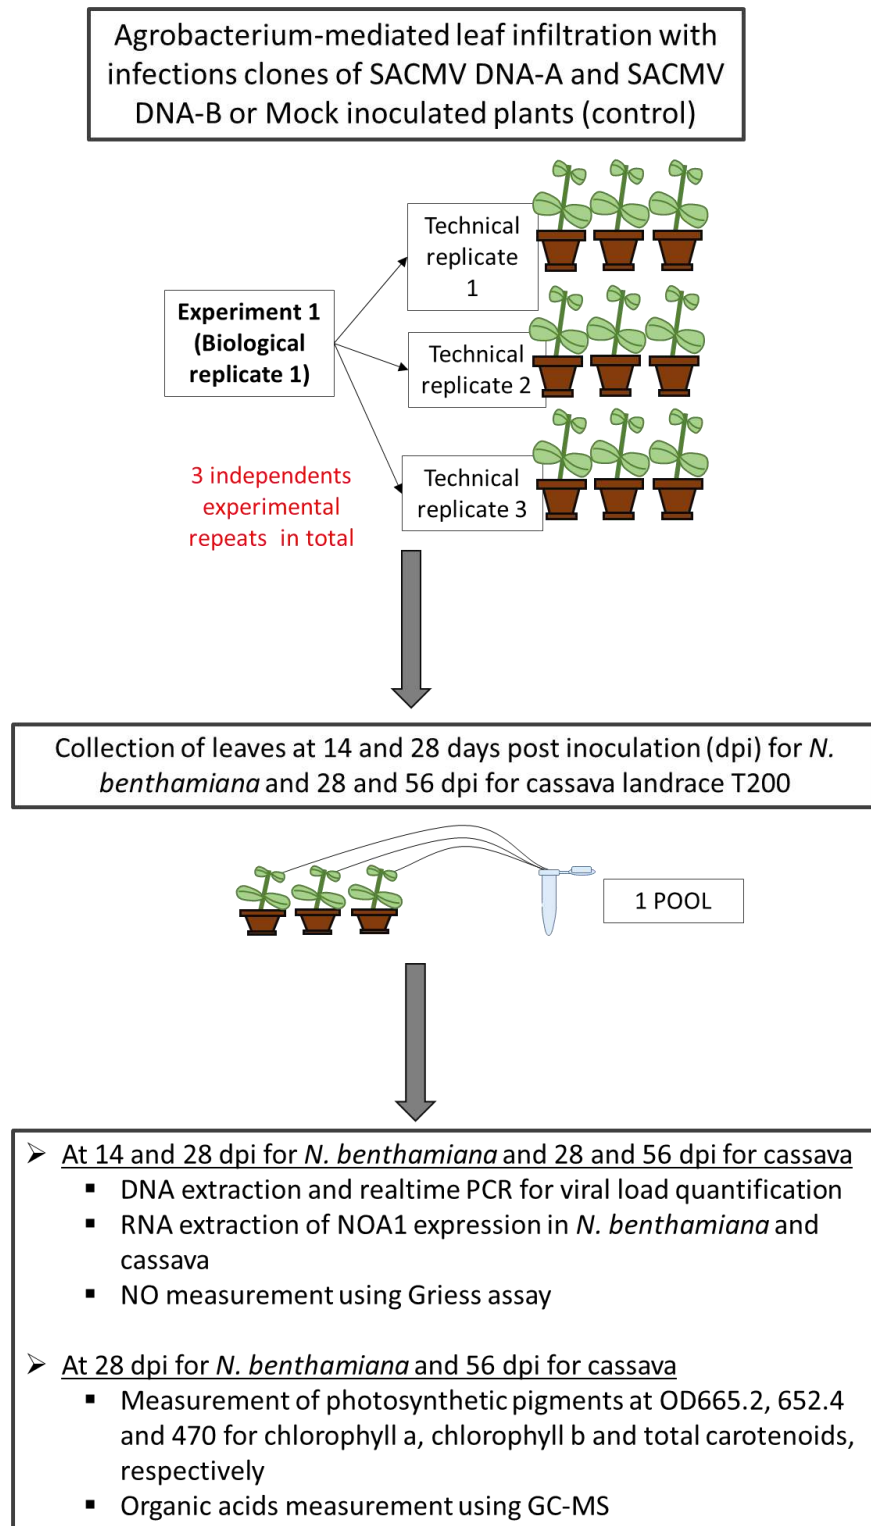 Agrobacterium-mediated leaf infiltration with
infections clones of SACMV DNA-A and SACMV
DNA-B or Mock inoculated plants (control)
Experiment 1
(Biological
replicate 1)
Technical
replicate
1
Technical
replicate 2
Technical
replicate 3
3 independents
experimental
repeats in total
Collection of leaves at 14 and 28 days post inoculation (dpi) for N.
benthamiana and 28 and 56 dpi for cassava landrace T200
1 POOL
➢ At 14 and 28 dpi for N. benthamiana and 28 and 56 dpi for cassava
▪ DNA extraction and realtime PCR for viral load quantification
▪ RNA extraction of NOA1 expression in N. benthamiana and
cassava
▪ NO measurement using Griess assay
➢ At 28 dpi for N. benthamiana and 56 dpi for cassava
▪ Measurement of photosynthetic pigments at OD665.2, 652.4
and 470 for chlorophyll a, chlorophyll b and total carotenoids,
respectively
▪ Organic acids measurement using GC-MS